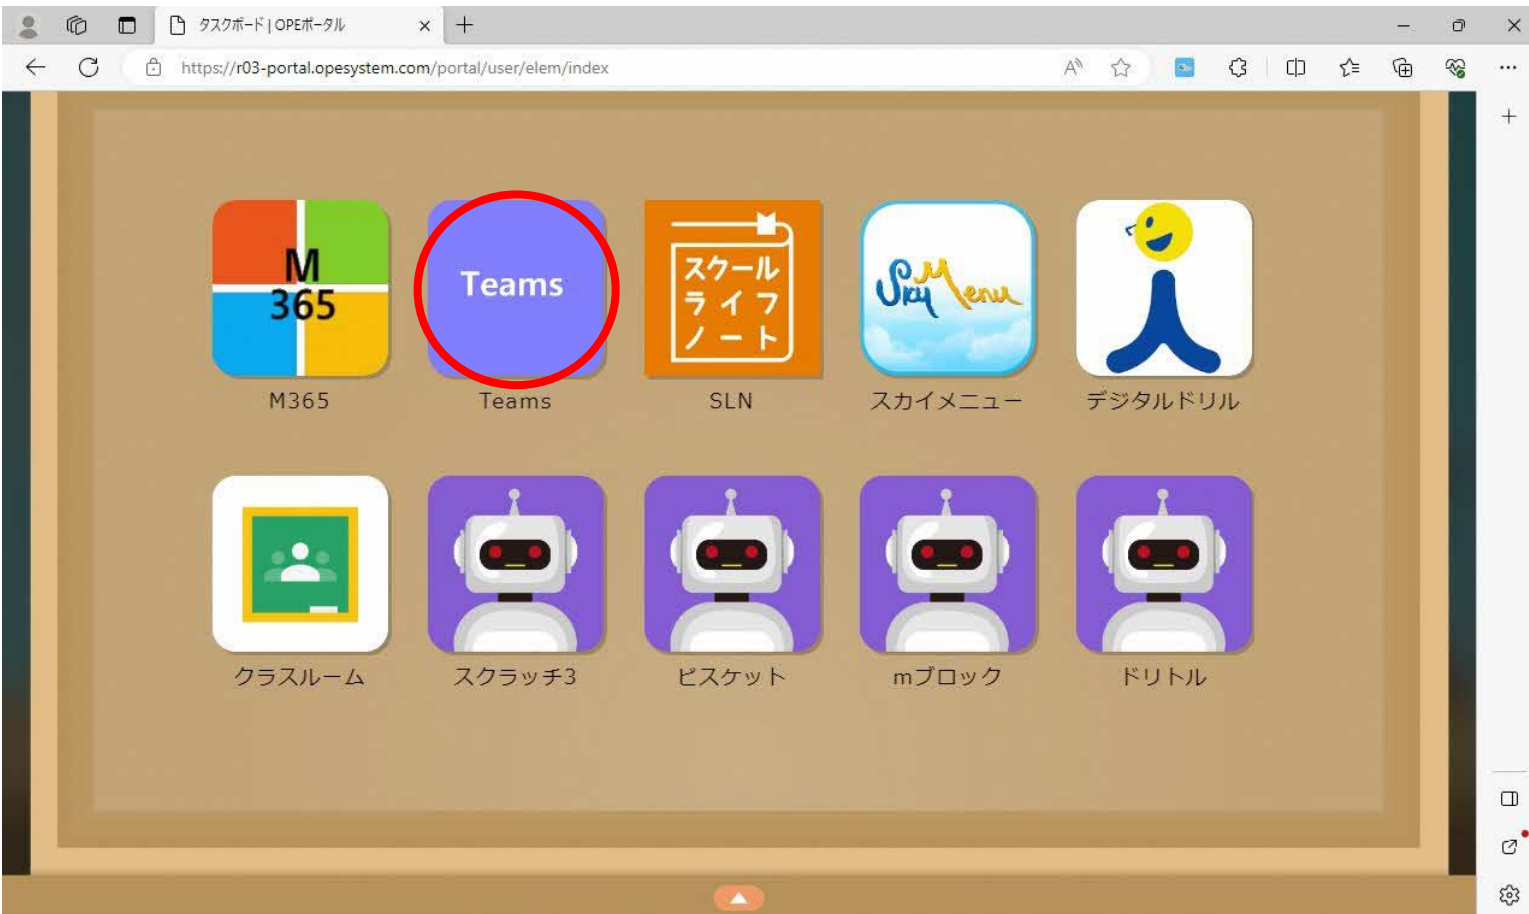 タスクボード | OPEポータル
https://r03-portal.opesystem.com/portal/user/elem/index
M
365
Teams
スクール
ライフ
ノート
Sky Menu
M365
Teams
SLN
スカイメニュー
デジタルドリル
クラスルーム
スクラッチ3
ビスケット
mブロック
ドリトル